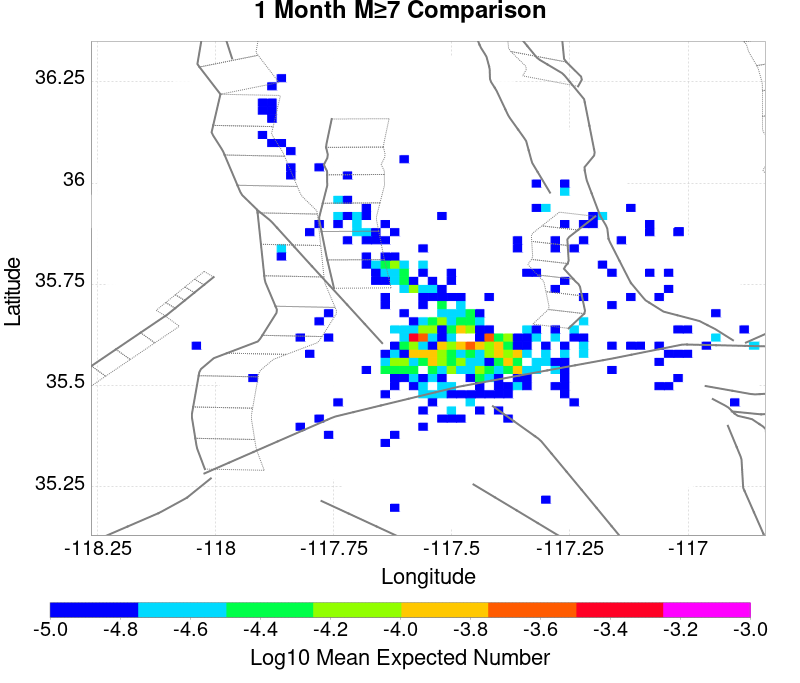 1 Month M≥7 Comparison
36.25
36
35.75
35.5
35.25
Latitude
-118.25 -118 -117.75 -117.5 -117.25 -117
Longitude
-5.0 -4.8 -4.6 -4.4 -4.2 -4.0 -3.8 -3.6 -3.4 -3.2 -3.0
Log10 Mean Expected Number